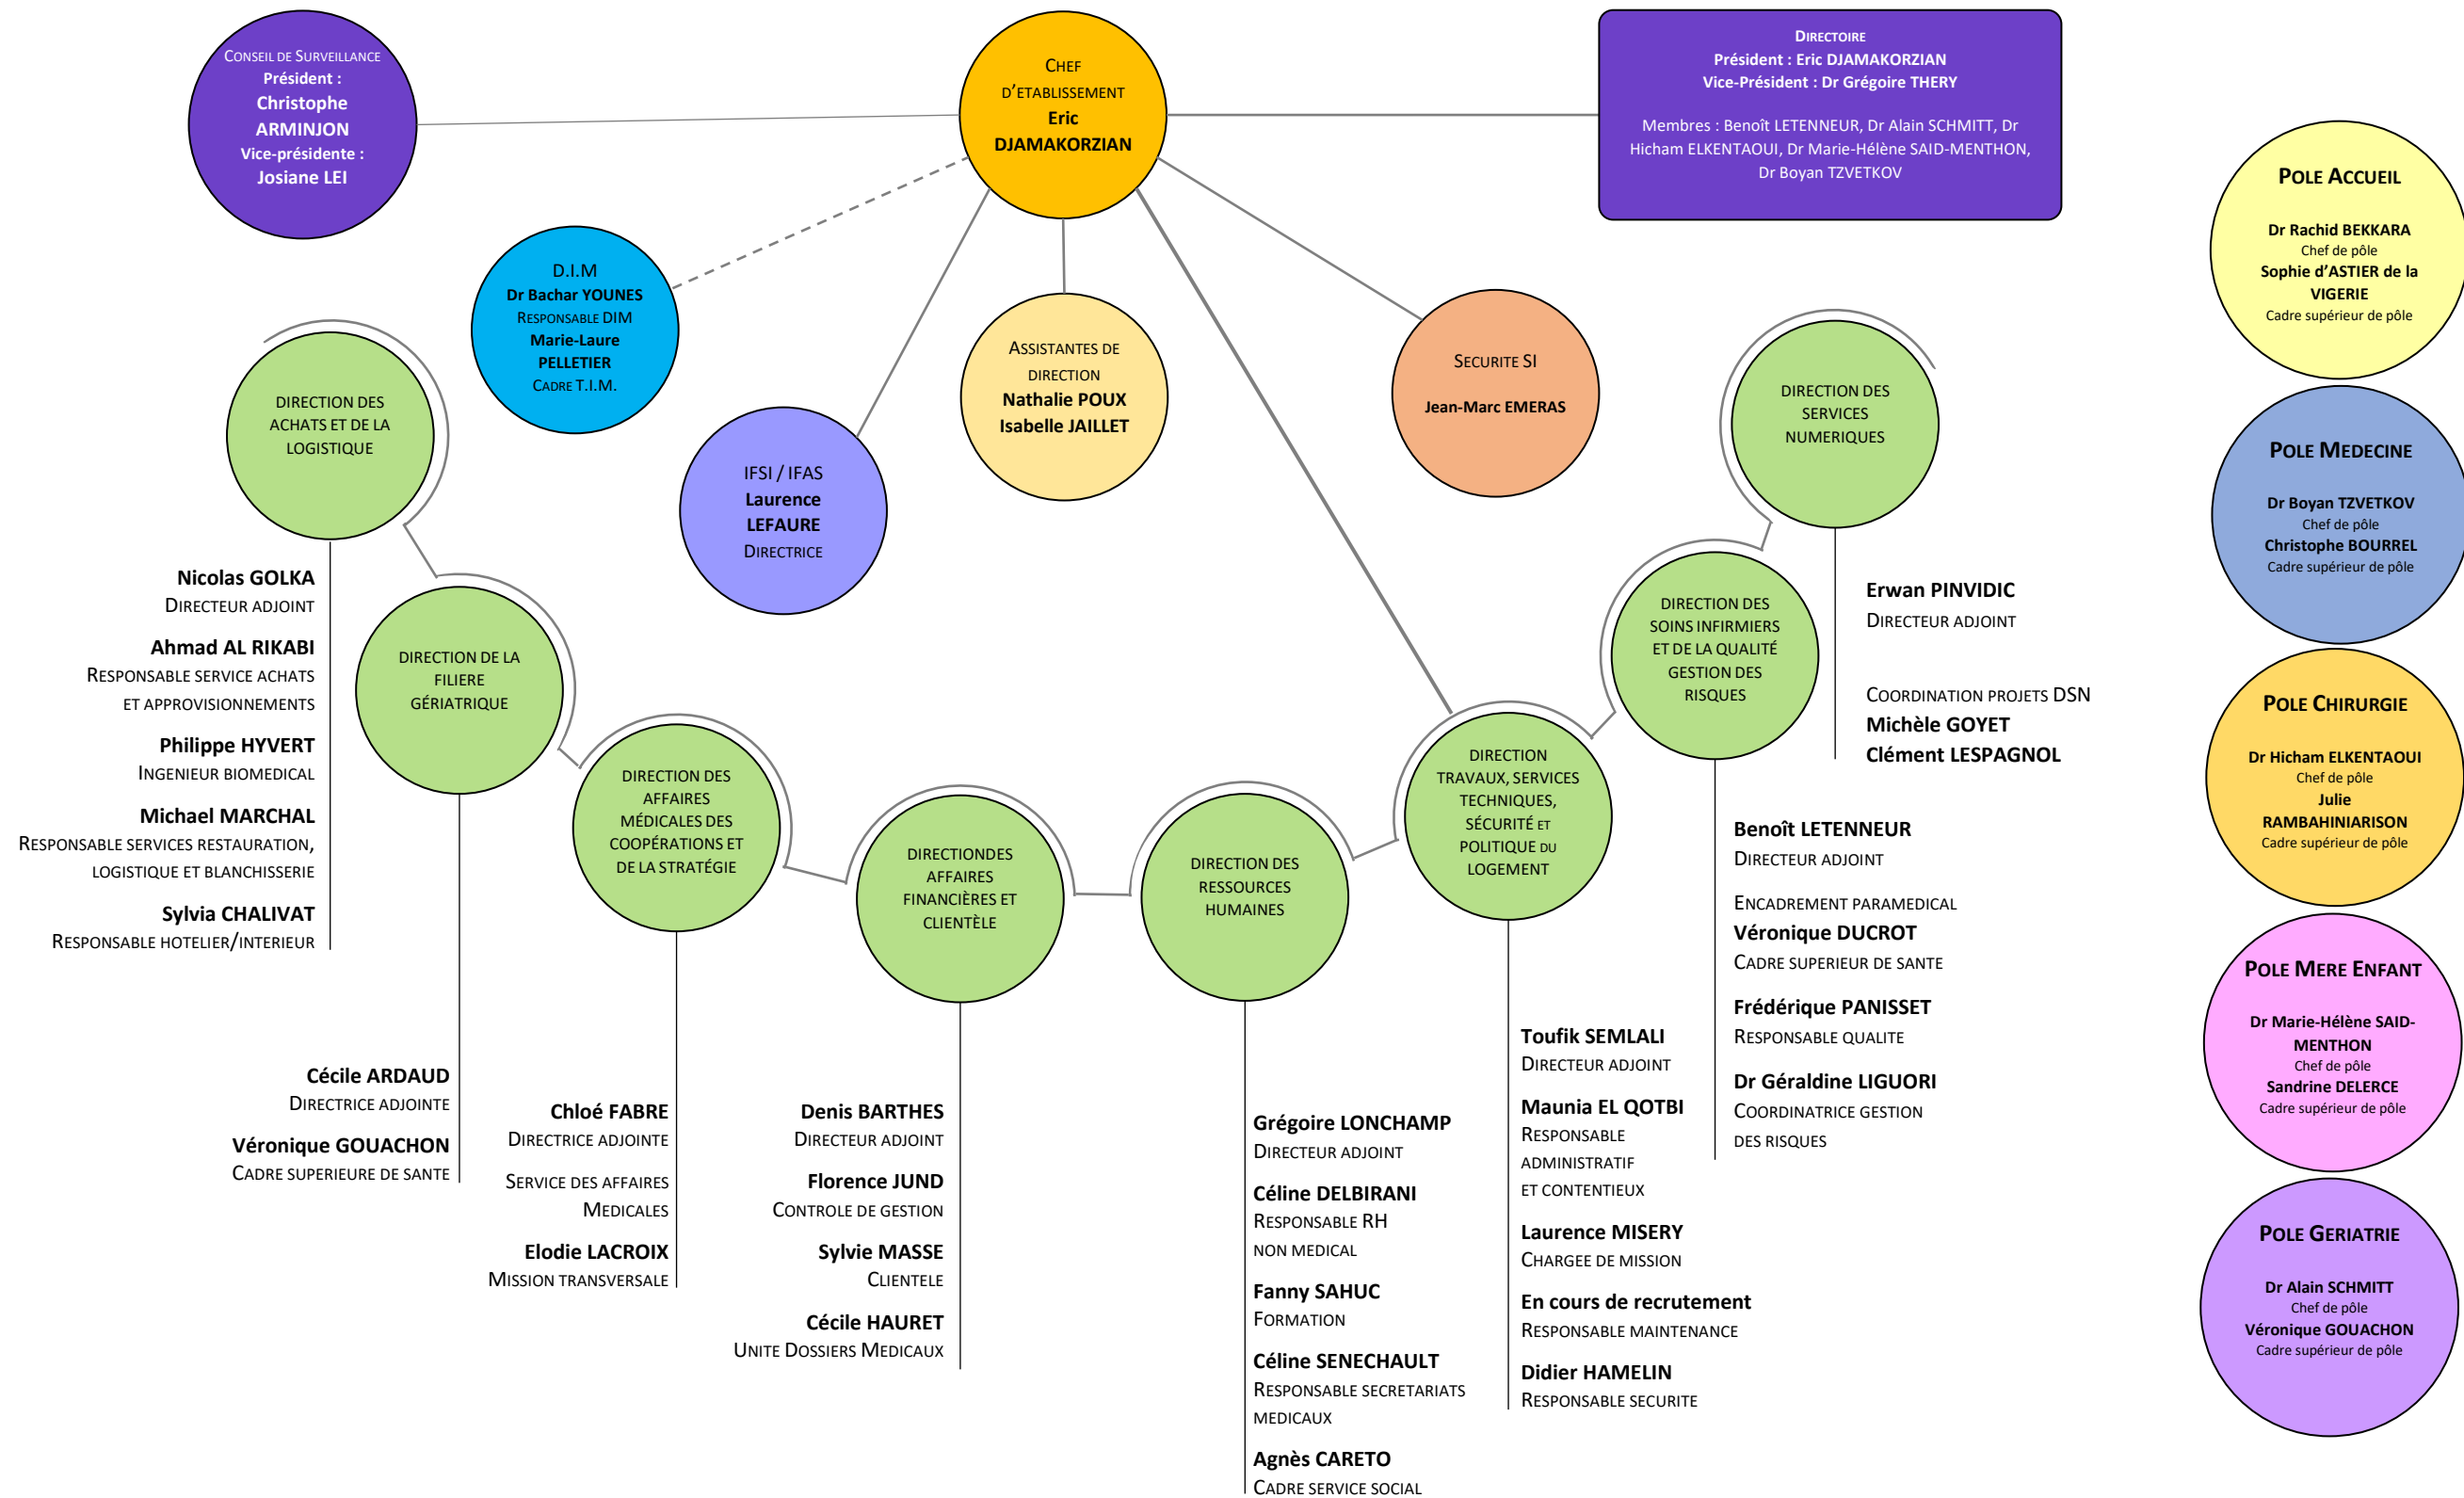 Conseil de Surveillance
Président :
Christophe
ARMINJON
Vice-présidente :
Josiane LEI
Chef
d’etablissement
Eric
DJAMAKORZIAN
Directoire
Président : Eric DJAMAKORZIAN
Vice-Président : Dr Grégoire THERY
Membres : Benoît LETENNEUR, Dr Alain SCHMITT, Dr
Hicham ELKENTAOUI, Dr Marie-Hélène SAID-MENTHON,
Dr Boyan TZVETKOV
D.I.M
Dr Bachar YOUNES
Responsable DIM
Marie-Laure
PELLETIER
Cadre T.I.M.
IFSI / IFAS
Laurence
LEFAURE
Directrice
Assistantes de
direction
Nathalie POUX
Isabelle JAILLET
Securite SI
Jean-Marc EMERAS
DIRECTION DES
ACHATS ET DE LA
LOGISTIQUE
Nicolas GOLKA
Directeur adjoint
Ahmad AL RIKABI
Responsable service achats
et approvisionnements
Philippe HYVERT
Ingenieur biomedical
Michael MARCHAL
Responsable services restauration,
logistique et blanchisserie
Sylvia CHALIVAT
Responsable hotelier/interieur
DIRECTION DE LA
FILIERE
GÉRIATRIQUE
Cécile ARDAUD
Directrice adjointe
Véronique GOUACHON
Cadre superieure de sante
DIRECTION DES
AFFAIRES
MÉDICALES DES
COOPÉRATIONS ET
DE LA STRATÉGIE
Chloé FABRE
Directrice adjointe
Service des affaires
Medicales
Elodie LACROIX
Mission transversale
DIRECTIONDES
AFFAIRES
FINANCIÈRES ET
CLIENTÈLE
Denis BARTHES
Directeur adjoint
Florence JUND
Controle de gestion
Sylvie MASSE
Clientele
Cécile HAURET
Unite Dossiers Medicaux
DIRECTION DES
RESSOURCES
HUMAINES
Grégoire LONCHAMP
Directeur adjoint
Céline DELBIRANI
Responsable RH
non medical
Fanny SAHUC
Formation
Céline SENECHAULT
Responsable secretariats
medicaux
Agnès CARETO
Cadre service social
DIRECTION
TRAVAUX, SERVICES
TECHNIQUES,
SÉCURITÉ ET
POLITIQUE DU
LOGEMENT
Toufik SEMLALI
Directeur adjoint
Maunia EL QOTBI
Responsable
administratif
et contentieux
Laurence MISERY
Chargee de mission
En cours de recrutement
Responsable maintenance
Didier HAMELIN
Responsable securite
DIRECTION DES
SOINS INFIRMIERS
ET DE LA QUALITÉ
GESTION DES
RISQUES
Benoît LETENNEUR
Directeur adjoint
Encadrement paramedical
Véronique DUCROT
Cadre superieur de sante
Frédérique PANISSET
Responsable qualite
Dr Géraldine LIGUORI
Coordinatrice gestion
des risques
DIRECTION DES
SERVICES
NUMERIQUES
Erwan PINVIDIC
Directeur adjoint
Coordination projets DSN
Michèle GOYET
Clément LESPAGNOL
Pole Accueil
Dr Rachid BEKKARA
Chef de pôle
Sophie d’ASTIER de la
VIGERIE
Cadre supérieur de pôle
Pole Medecine
Dr Boyan TZVETKOV
Chef de pôle
Christophe BOURREL
Cadre supérieur de pôle
Pole Chirurgie
Dr Hicham ELKENTAOUI
Chef de pôle
Julie
RAMBAHINIARISON
Cadre supérieur de pôle
Pole Mere Enfant
Dr Marie-Hélène SAID-
MENTHON
Chef de pôle
Sandrine DELERCE
Cadre supérieur de pôle
Pole Geriatrie
Dr Alain SCHMITT
Chef de pôle
Véronique GOUACHON
Cadre supérieur de pôle